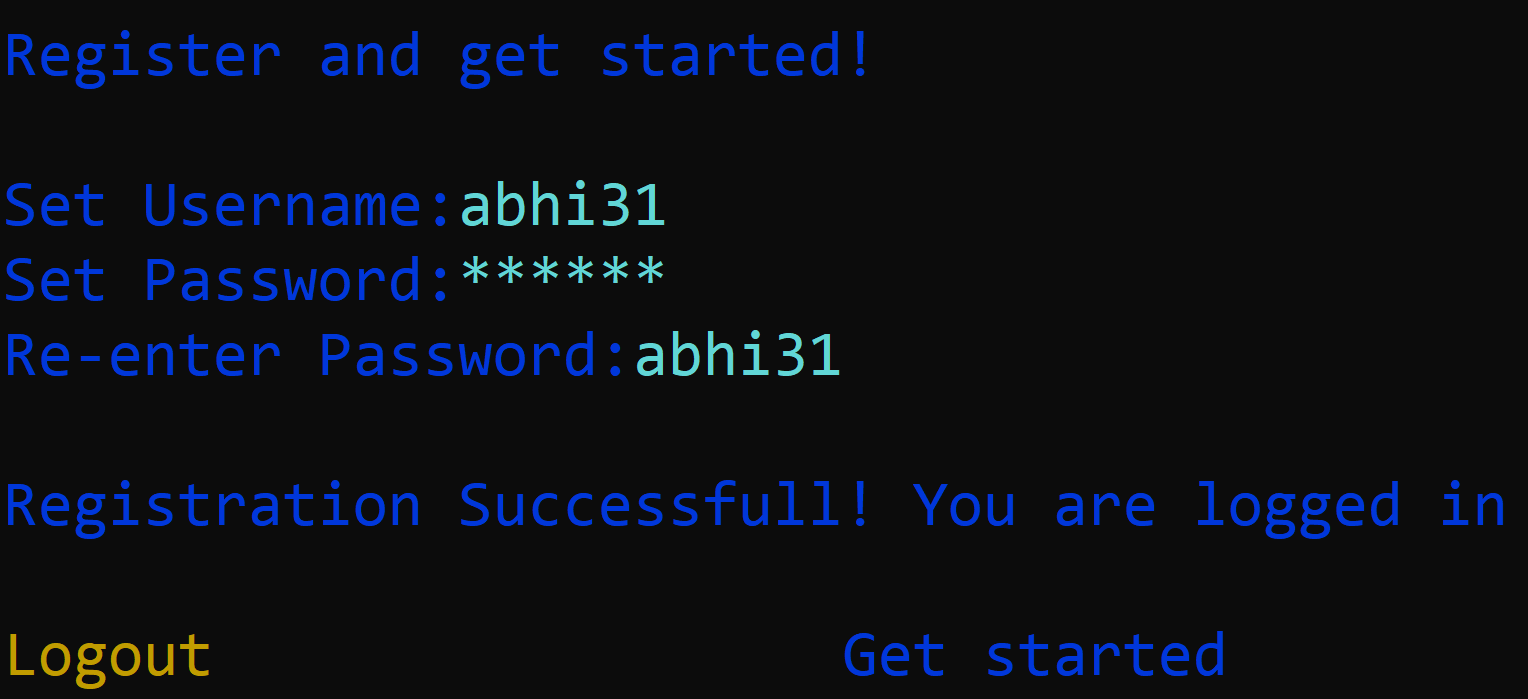 Register and get started!
Set Username:abhi31
Set Password:******
Re-enter Password:abhi31
Registration Successfull! You are logged in
Logout Get started